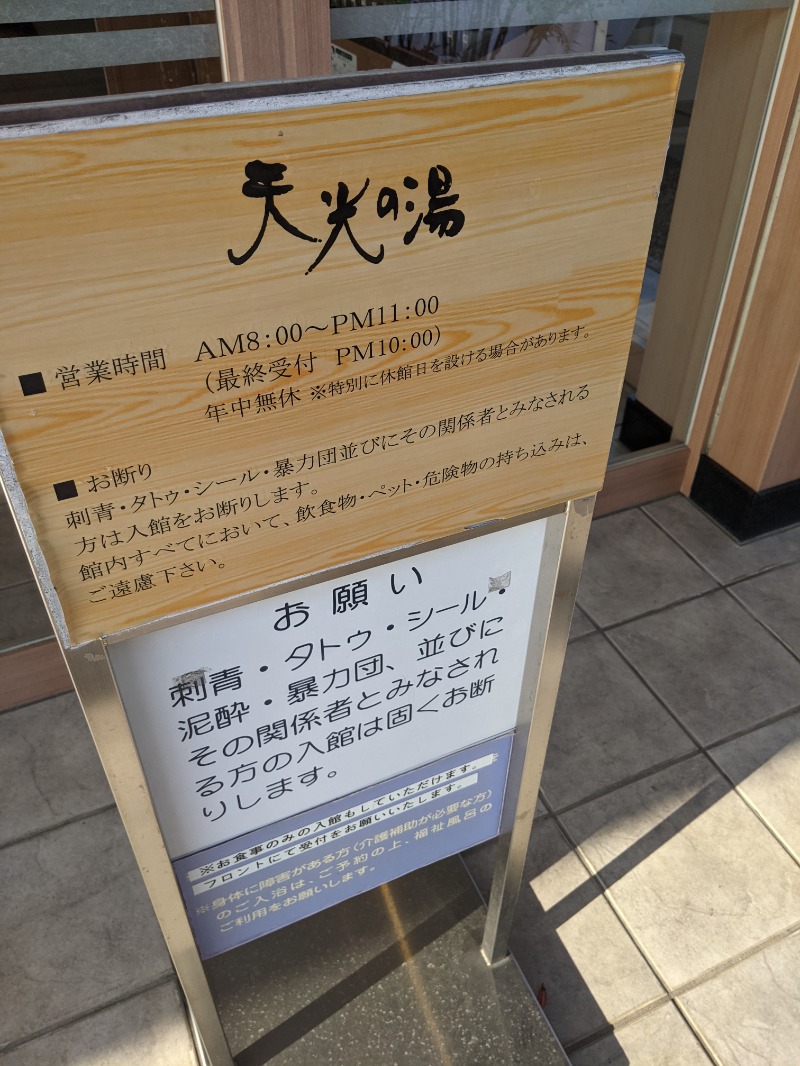 天光の湯
■ 営業時間 AM8:00～PM11:00
（最終受付 PM10:00）
年中無休 ※特別に休館日を設ける場合があります。
■ お断り
刺青・タトゥ・シール・暴力団並びにその関係者とみなされる
方は入館をお断りします。
館内すべてにおいて、飲食物・ペット・危険物の持ち込みは、
ご遠慮下さい。
お願い
刺青・タトゥ・シール・
泥酔・暴力団、並びに
その関係者とみなされ
る方の入館は固くお断
りします。
※お食事のみの入館もしていただけます。
フロントにて受付をお願いいたします。
※身体に障害がある方（介護補助が必要な方）
のご入浴は、ご予約の上、福祉風呂の
ご利用をお願いします。